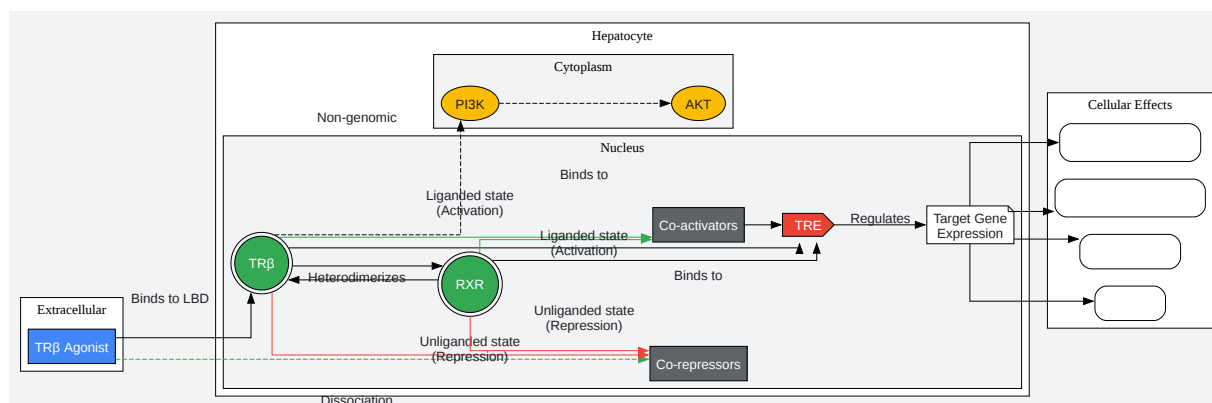 Hepatocyte
Cytoplasm
PI3K
AKT
Cellular Effects
Non-genomic
Nucleus
Binds to
Liganded state
(Activation)
Co-activators
TRE
Regulates
Target Gene
Expression
Liganded state
(Activation)
TRβ
Heterodimerizes
RXR
Binds to
Extracellular
Binds to LBD
TRβ Agonist
Unliganded state
(Repression)
Unliganded state
(Repression)
Co-repressors
Dissociation